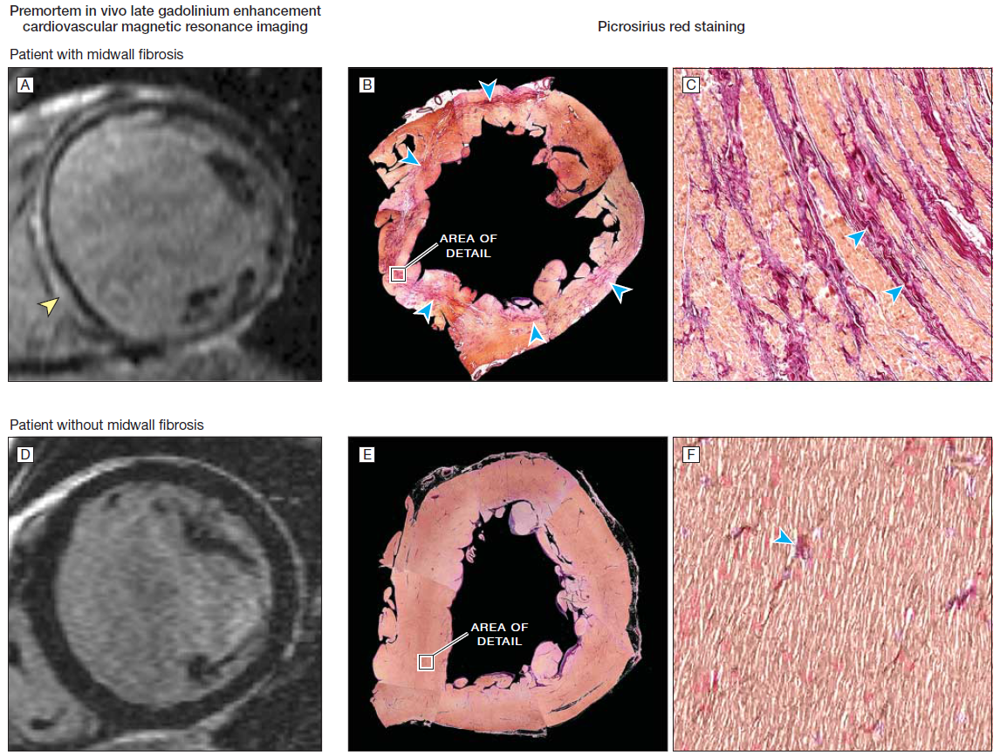 Premortem in vivo late gadolinium enhancement
cardiovascular magnetic resonance imaging
Picrosirius red staining
Patient with midwall fibrosis
A
B
C
AREA OF
DETAIL
Patient without midwall fibrosis
D
E
F
AREA OF
DETAIL